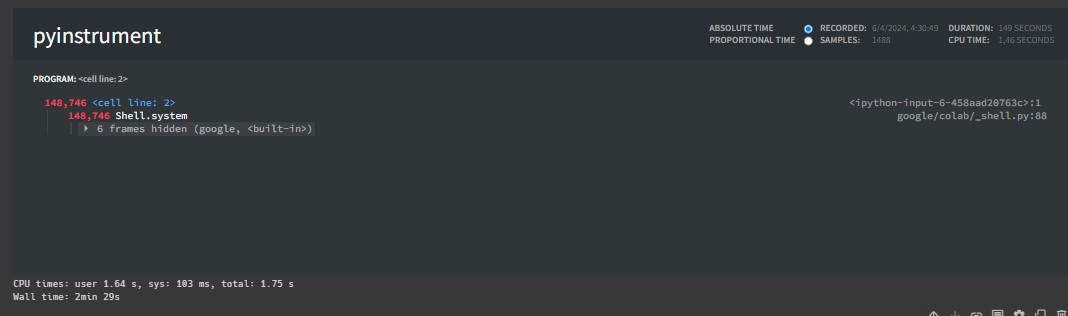 pyinstrument
ABSOLUTE TIME RECORDED: 6/4/2024, 4:30:49 DURATION: 149 SECONDS
PROPORTIONAL TIME SAMPLES: 1488 CPU TIME: 1,46 SECONDS
PROGRAM: <cell line: 2>
148,746 <cell line: 2> <ipython-input-6-458aad20763c>:1
148,746 Shell.system google/colab/_shell.py:88
6 frames hidden (google, <built-in>)
CPU times: user 1.64 s, sys: 103 ms, total: 1.75 s
Wall time: 2min 29s